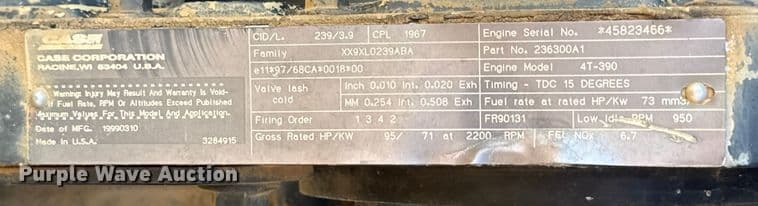 CASE
CASE CORPORATION
RACINE, WI 53404 U.S.A.
Warning: Injury May Result And Warranty Is Void-
If Fuel Rate, RPM Or Altitudes Exceed Published
Maximum Values For This Model And Application.
Date of MFG. 19990310
Made in U.S.A. 3284915
CID/L. 239/3.9 CPL 1967
Family XX9XL0239ABA
e11*97/68CA*0018*00
Valve lash cold Inch 0.010 Int. 0.020 Exh
MM 0.254 Int. 0.508 Exh
Firing Order 1 3 4 2
Gross Rated HP/KW 95/ 71 at 2200 RPM
Engine Serial No. *45823466*
Part No. 236300A1
Engine Model 4T-390
Timing - TDC 15 DEGREES
Fuel rate at rated HP/KW 73 mm3
FR90131 Low Idle RPM 950
FEL NOx 6.7
Purple Wave Auction